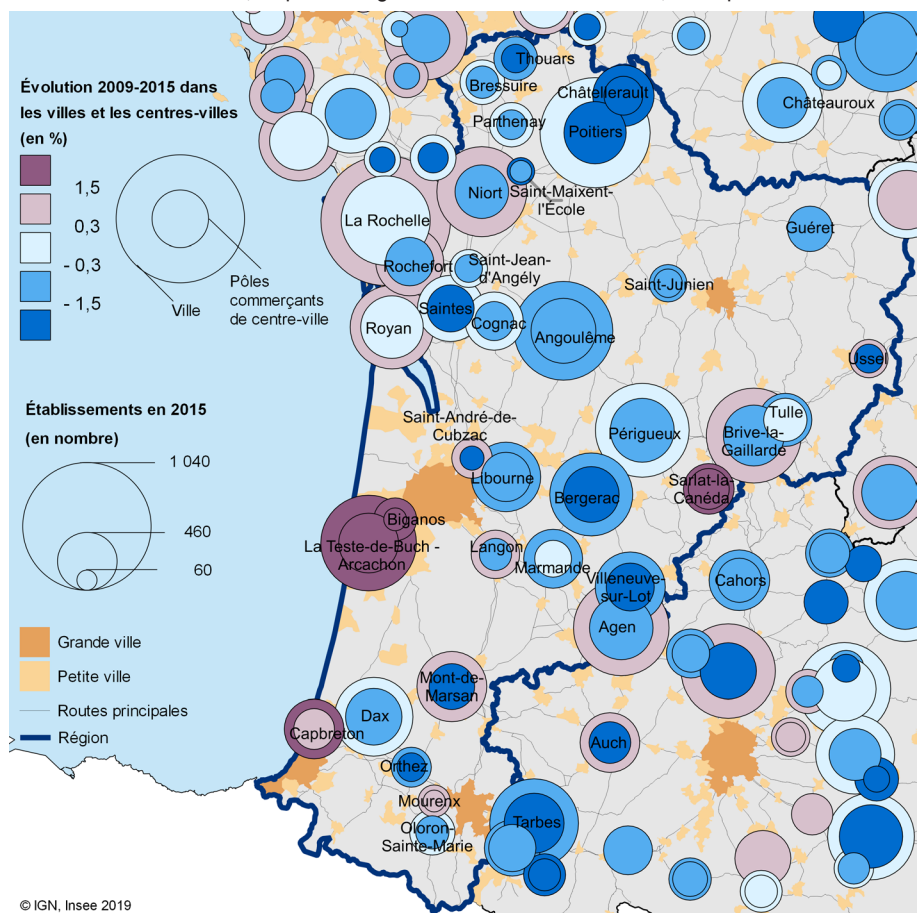 Évolution 2009-2015 dans
les villes et les centres-villes
(en %)
1,5
0,3
- 0,3
- 1,5
Pôles
commerçants
de centre-ville
Ville
Établissements en 2015
(en nombre)
1 040
460
60
Grande ville
Petite ville
Routes principales
Région
Thouars
Bressuire
Châtellerault
Châteauroux
Parthenay
Poitiers
Niort
Saint-Maixent-
l'École
La Rochelle
Guéret
Rochefort
Saint-Jean-
d'Angély
Saint-Junien
Saintes
Cognac
Royan
Angoulême
Ussel
Saint-André-de-
Cubzac
Tulle
Périgueux
Brive-la-
Gaillarde
Libourne
Sarlat-la-
Canéda
Bergerac
Biganos
La Teste-de-Buch -
Arcachon
Langon
Marmande
Villeneuve-
sur-Lot
Cahors
Agen
Mont-de-
Marsan
Dax
Capbreton
Auch
Orthez
Mourenx
Oloron-
Sainte-Marie
Tarbes
© IGN, Insee 2019